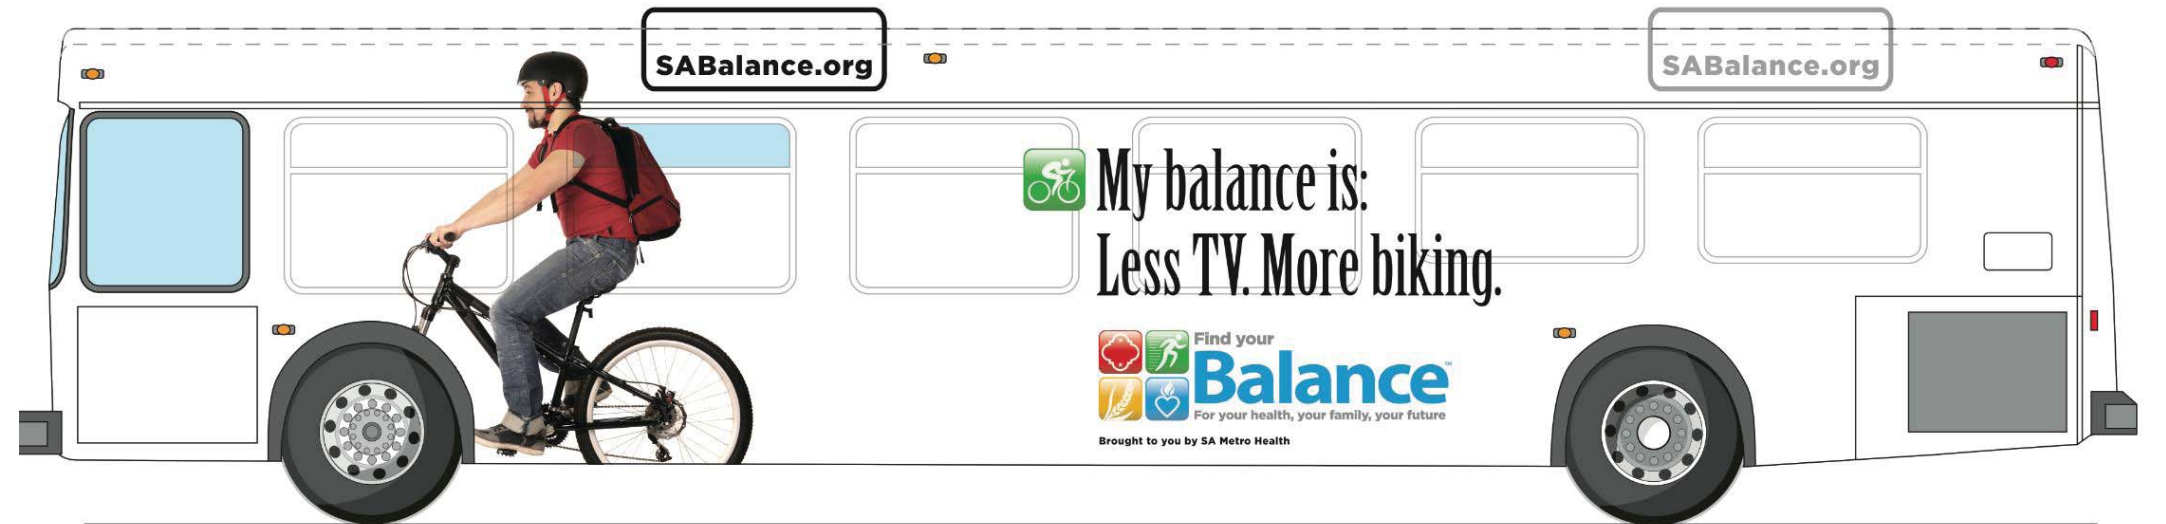 SABalance.org
SABalance.org
My balance is:
Less TV. More biking.
Find your
Balance™
For your health, your family, your future
Brought to you by SA Metro Health